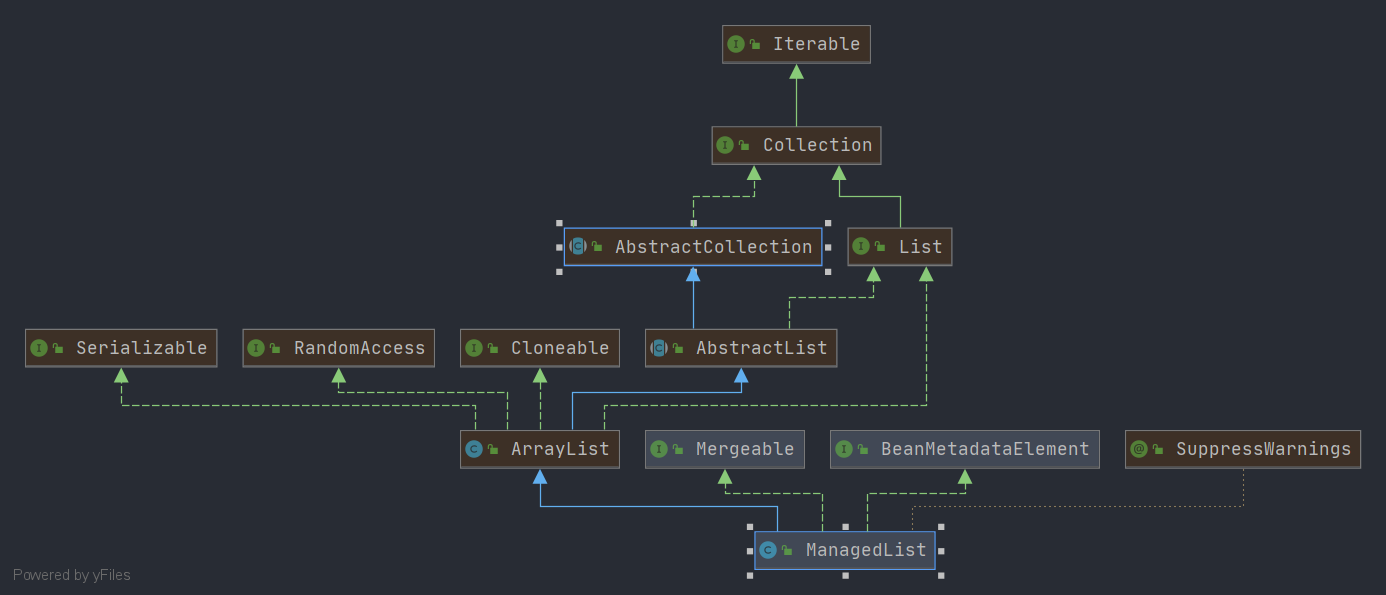 Iterable
Collection
AbstractCollection
List
Serializable
RandomAccess
Cloneable
AbstractList
ArrayList
Mergeable
BeanMetadataElement
SuppressWarnings
ManagedList
Powered by yFiles